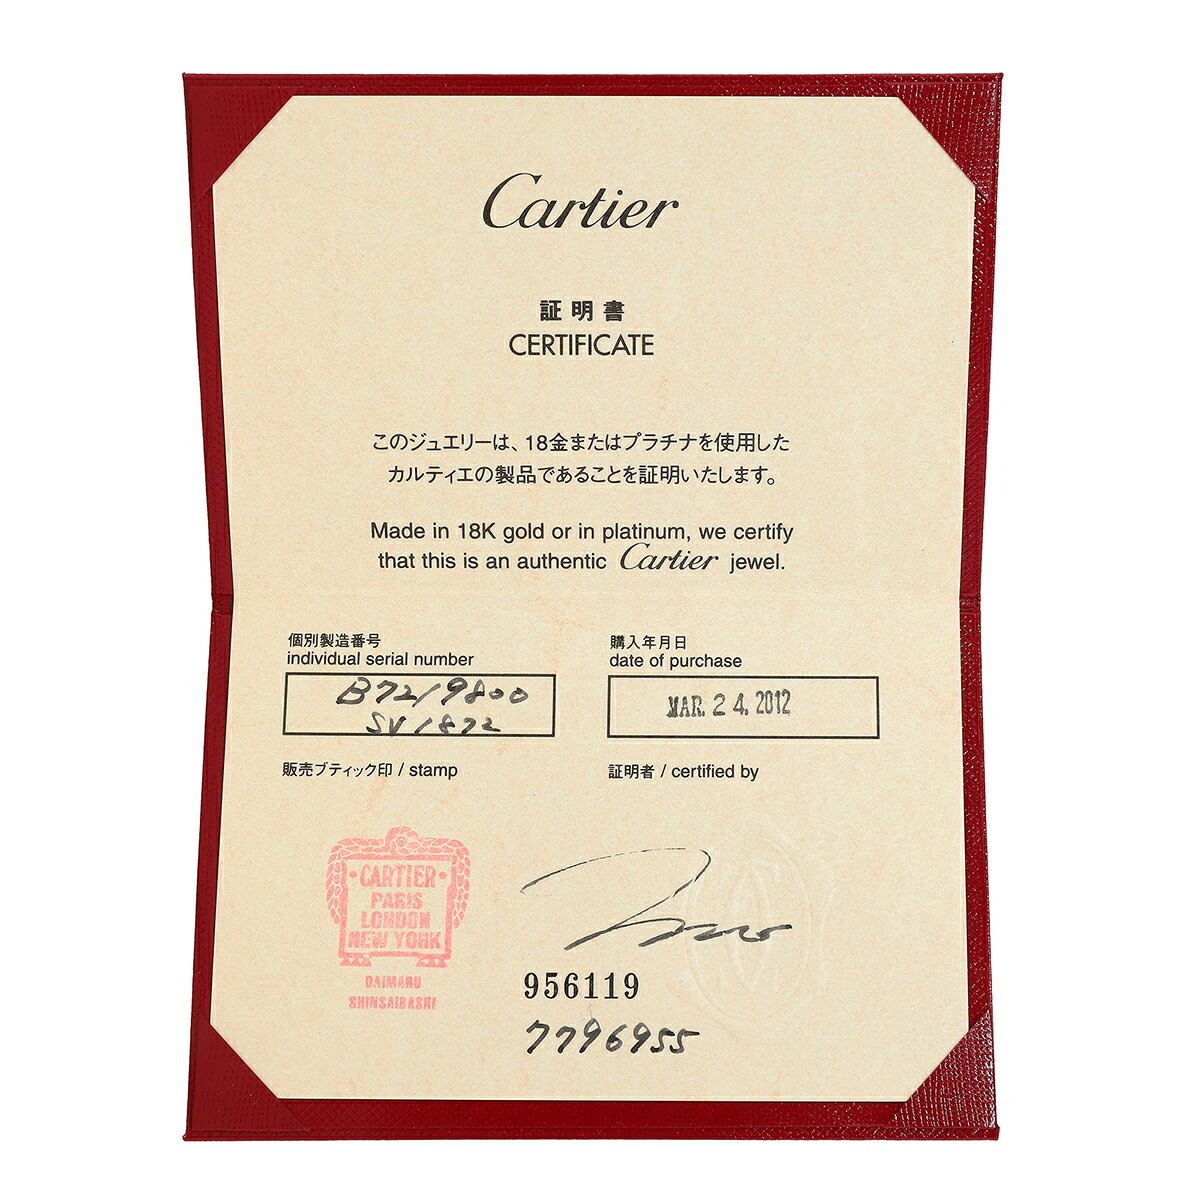 Cartier
証明書
CERTIFICATE
このジュエリーは、18金またはプラチナを使用した
カルティエの製品であることを証明いたします。
Made in 18K gold or in platinum, we certify
that this is an authentic Cartier jewel.
個別製造番号
individual serial number
B7219800
SV1872
購入年月日
date of purchase
MAR. 24. 2012
販売ブティック印 / stamp
証明者 / certified by
·CARTIER·
PARIS
LONDON
NEW YORK
DAIMARU
SHINSAIBASHI
956119
7796955